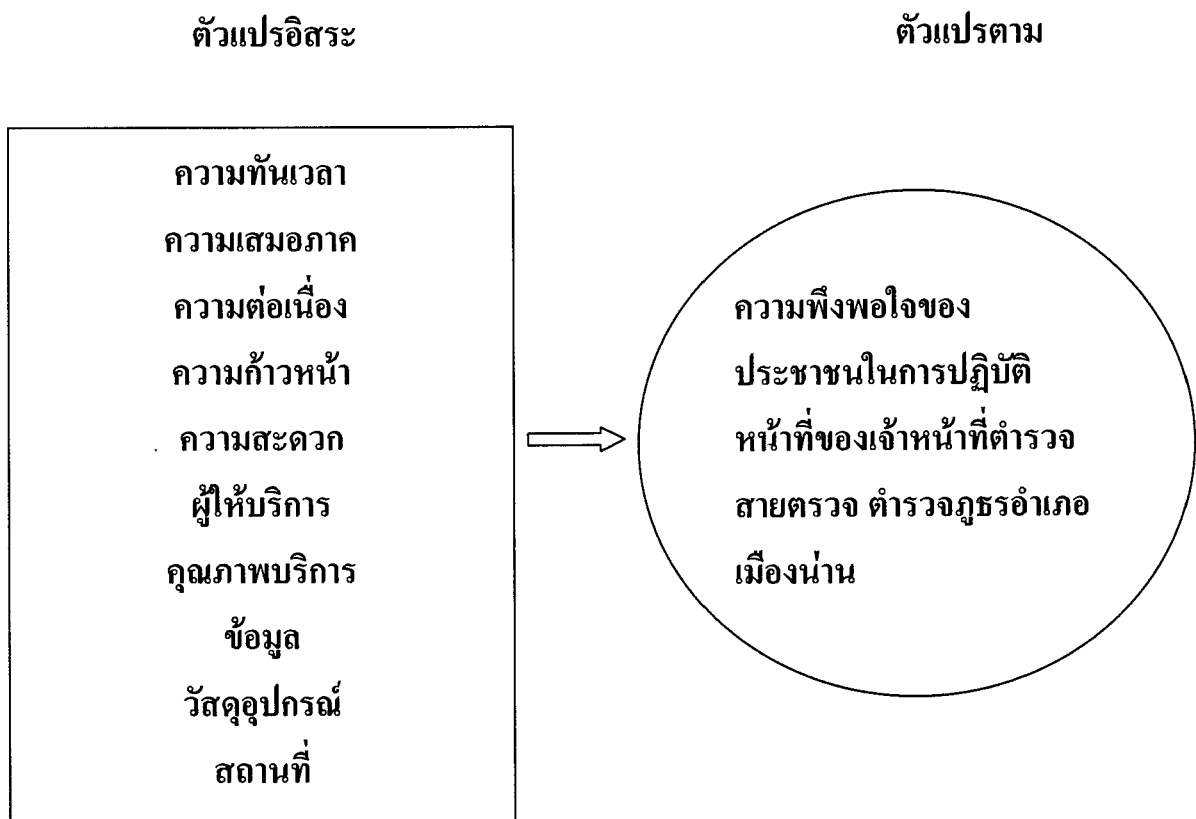 ตัวแปรอิสระ
ตัวแปรตาม
ความทันเวลา
ความเสมอภาค
ความต่อเนื่อง
ความก้าวหน้า
ความสะดวก
ผู้ให้บริการ
คุณภาพบริการ
ข้อมูล
วัสดุอุปกรณ์
สถานที่
ความพึงพอใจของ
ประชาชนในการปฏิบัติ
หน้าที่ของเจ้าหน้าที่ตำรวจ
สายตรวจ ตำรวจภูธรอำเภอ
เมืองน่าน